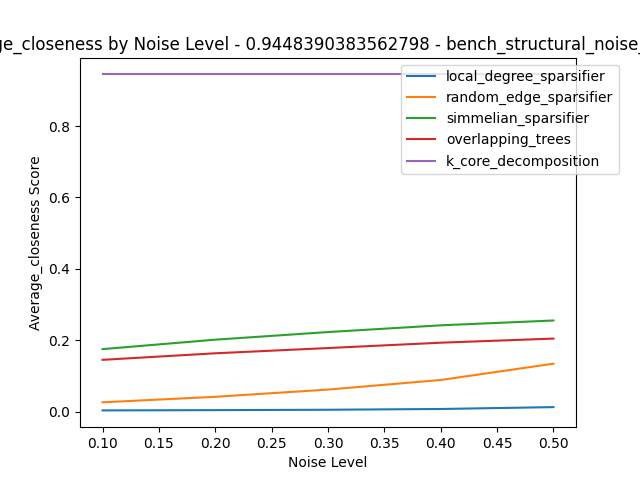 ge_closeness by Noise Level - 0.9448390383562798 - bench_structural_noise_
local_degree_sparsifier
random_edge_sparsifier
simmelian_sparsifier
overlapping_trees
k_core_decomposition
Average_closeness Score
0.8
0.6
0.4
0.2
0.0
0.10 0.15 0.20 0.25 0.30 0.35 0.40 0.45 0.50
Noise Level